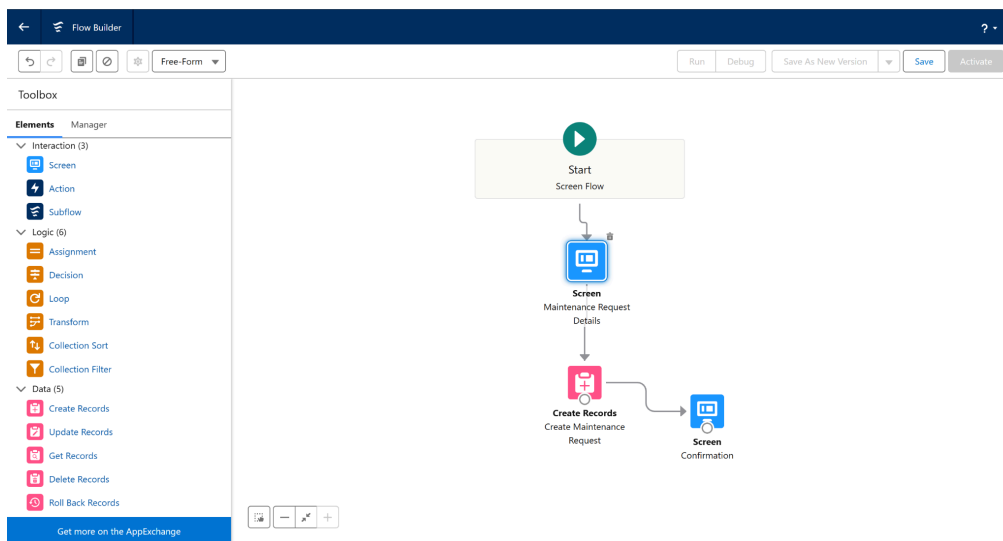 Flow Builder
?
Free-Form
Run
Debug
Save As New Version
Save
Activate
Toolbox
Elements
Manager
Interaction (3)
Screen
Action
Subflow
Logic (6)
Assignment
Decision
Loop
Transform
Collection Sort
Collection Filter
Data (5)
Create Records
Update Records
Get Records
Delete Records
Roll Back Records
Get more on the AppExchange
Start
Screen Flow
Screen
Maintenance Request
Details
Create Records
Create Maintenance
Request
Screen
Confirmation